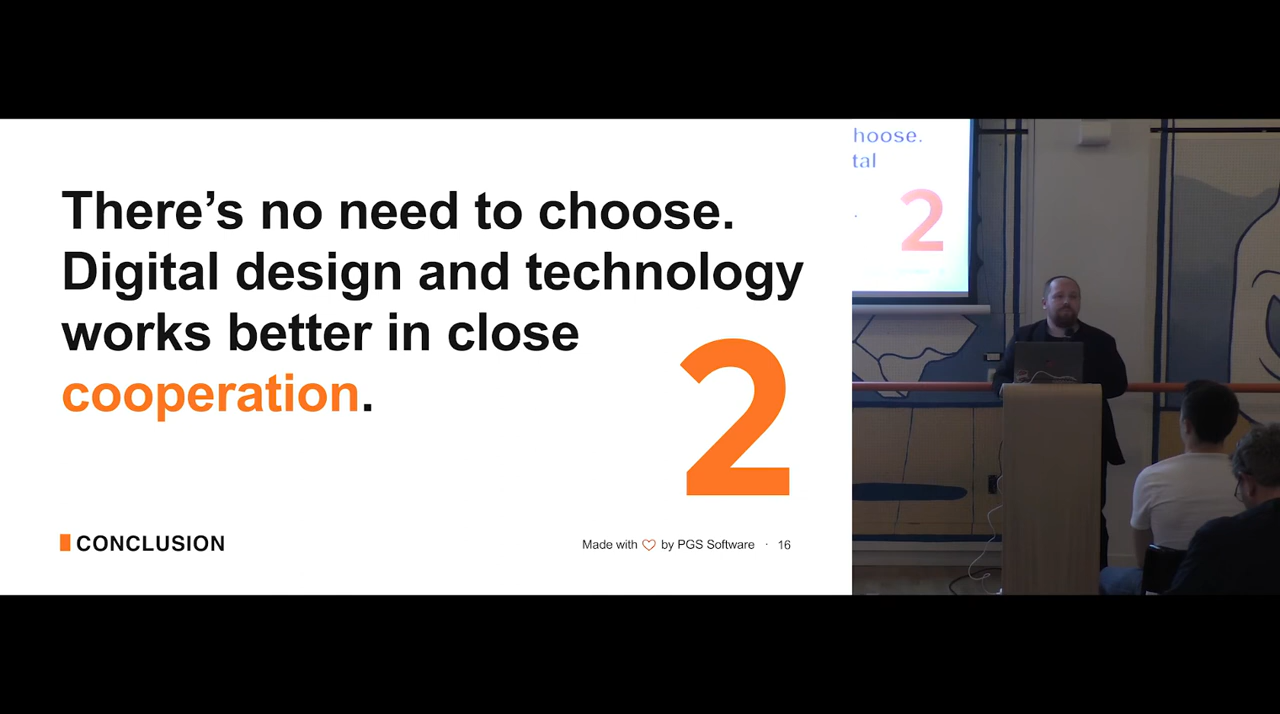 There’s no need to choose.
Digital design and technology
works better in close
cooperation.
2
CONCLUSION
Made with ♡ by PGS Software · 16
hoose.
tal
.
2